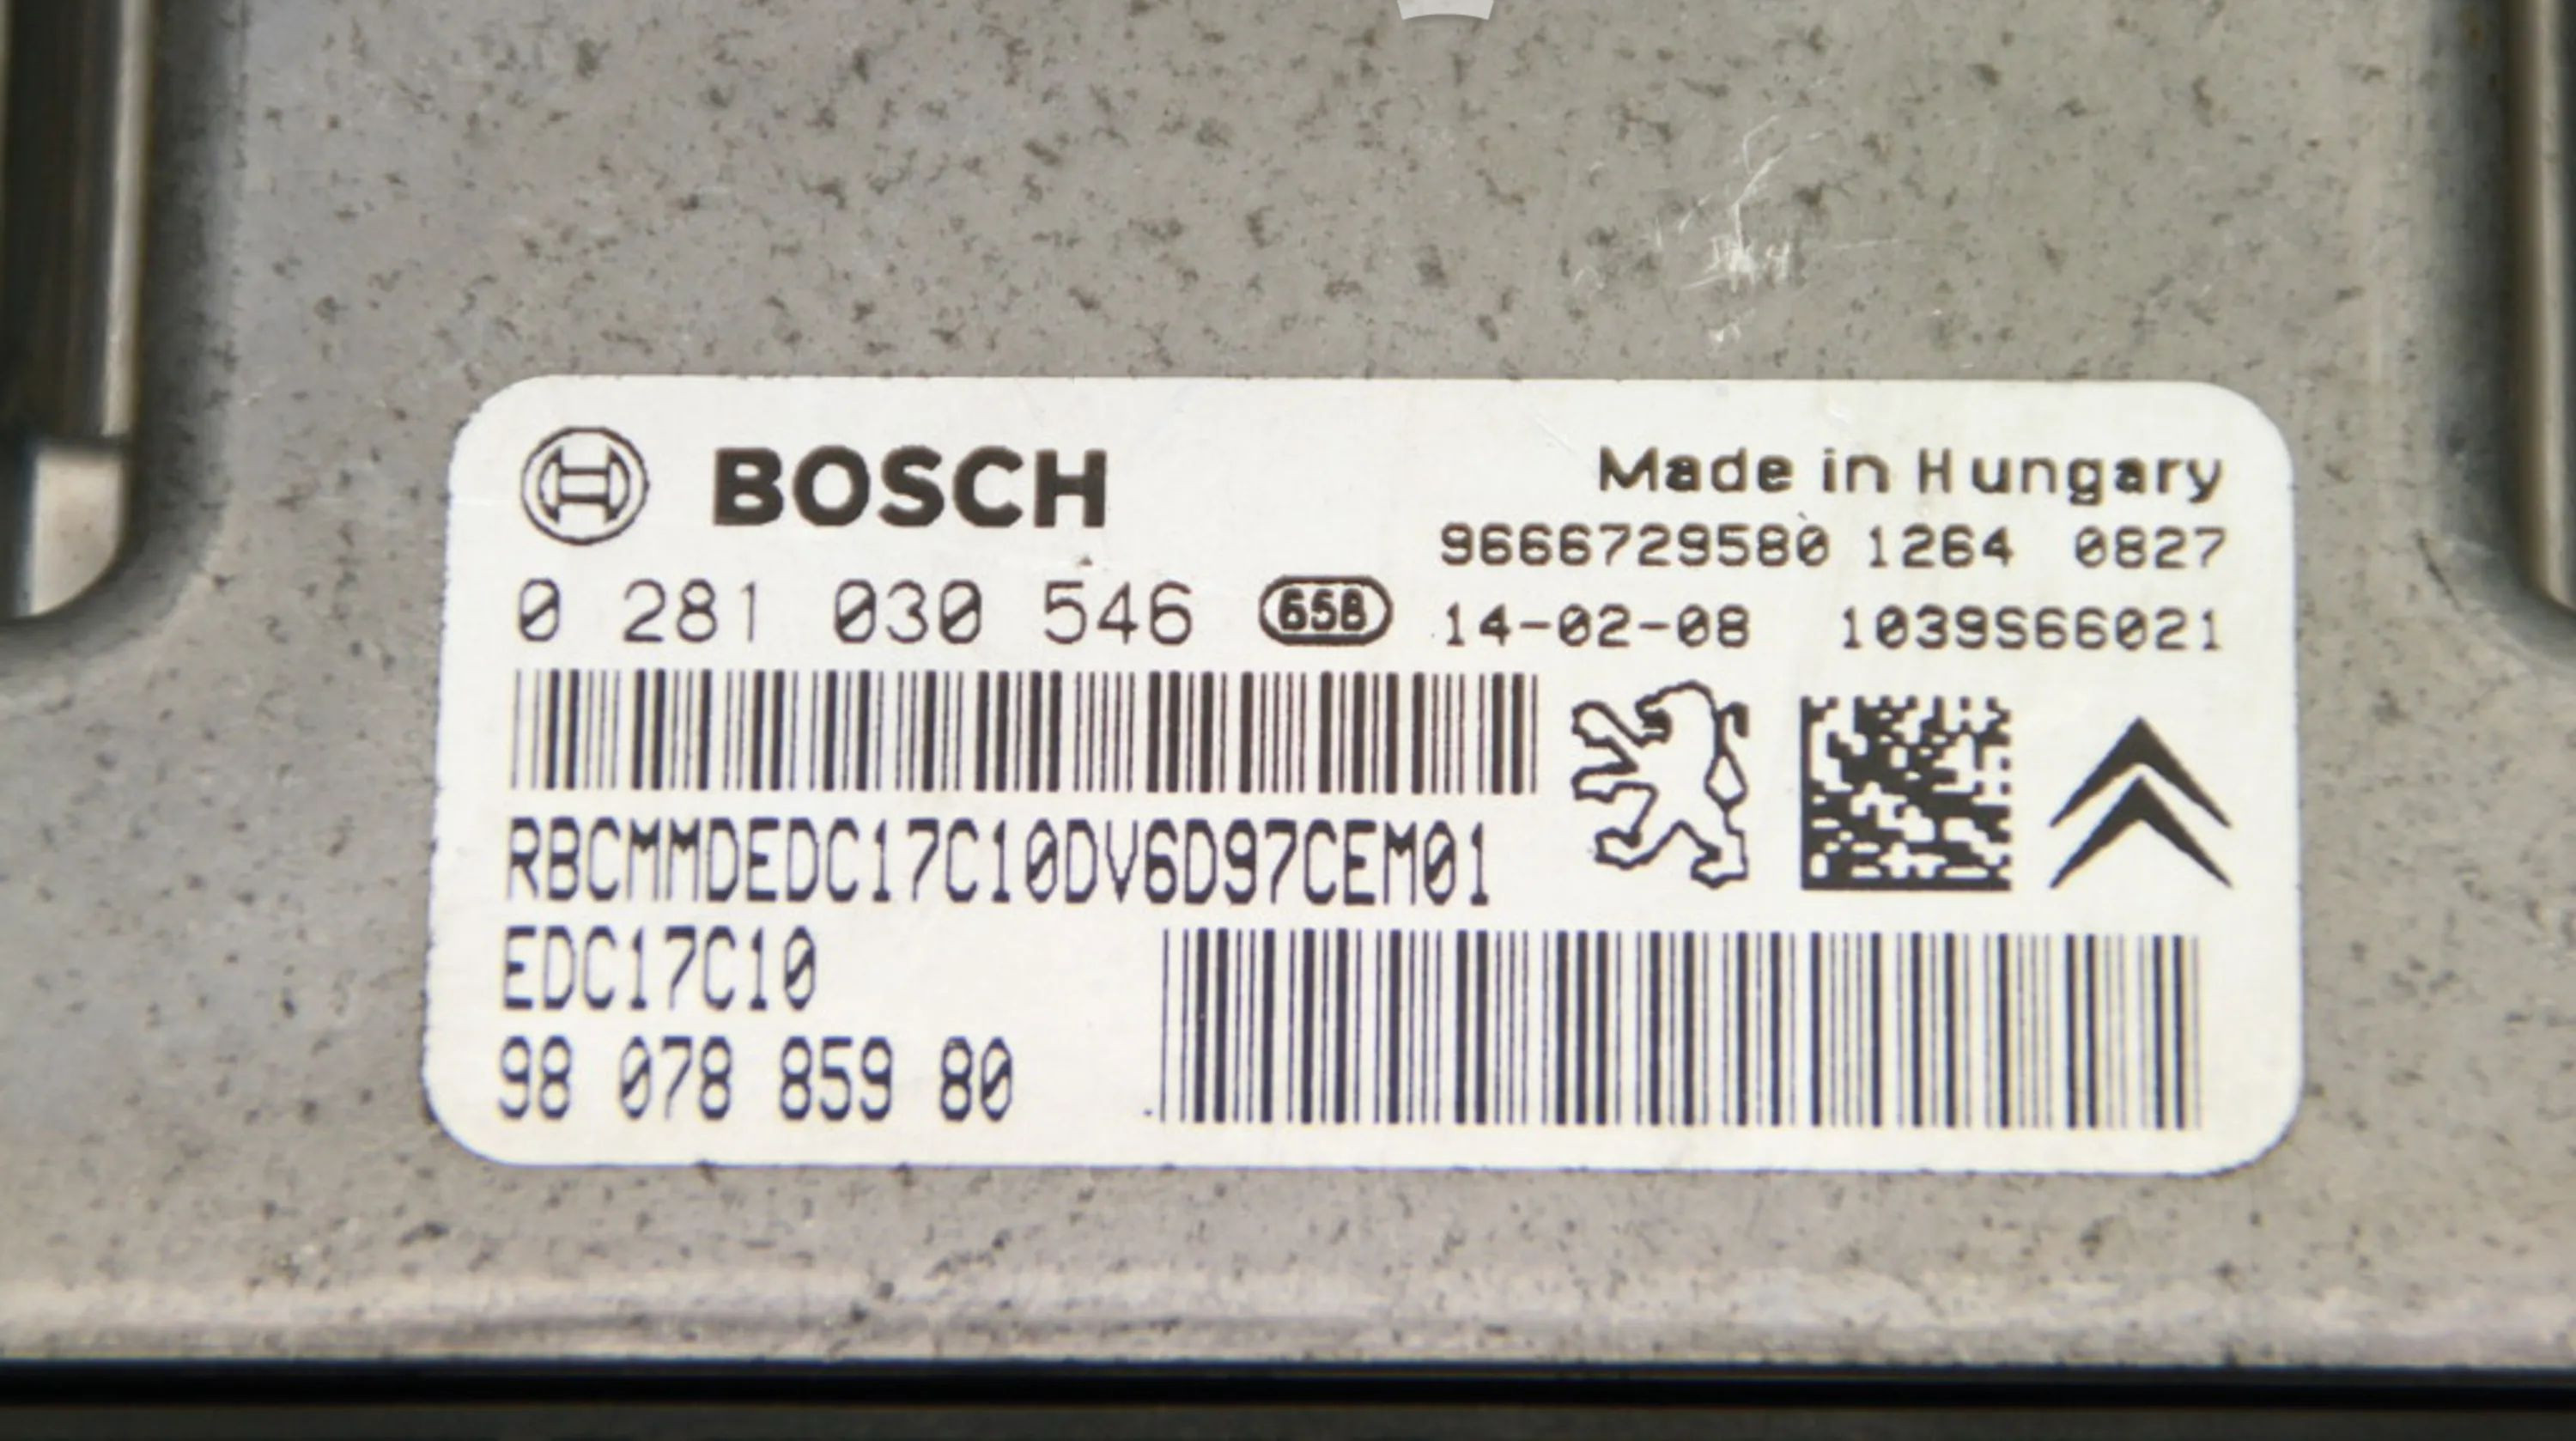 BOSCH
Made in Hungary
9666729580 1264 0827
0 281 030 546 658 14-02-08 1039S66021
RBCMMDEDC17C10DV6D97CEM01
EDC17C10
98 078 859 80